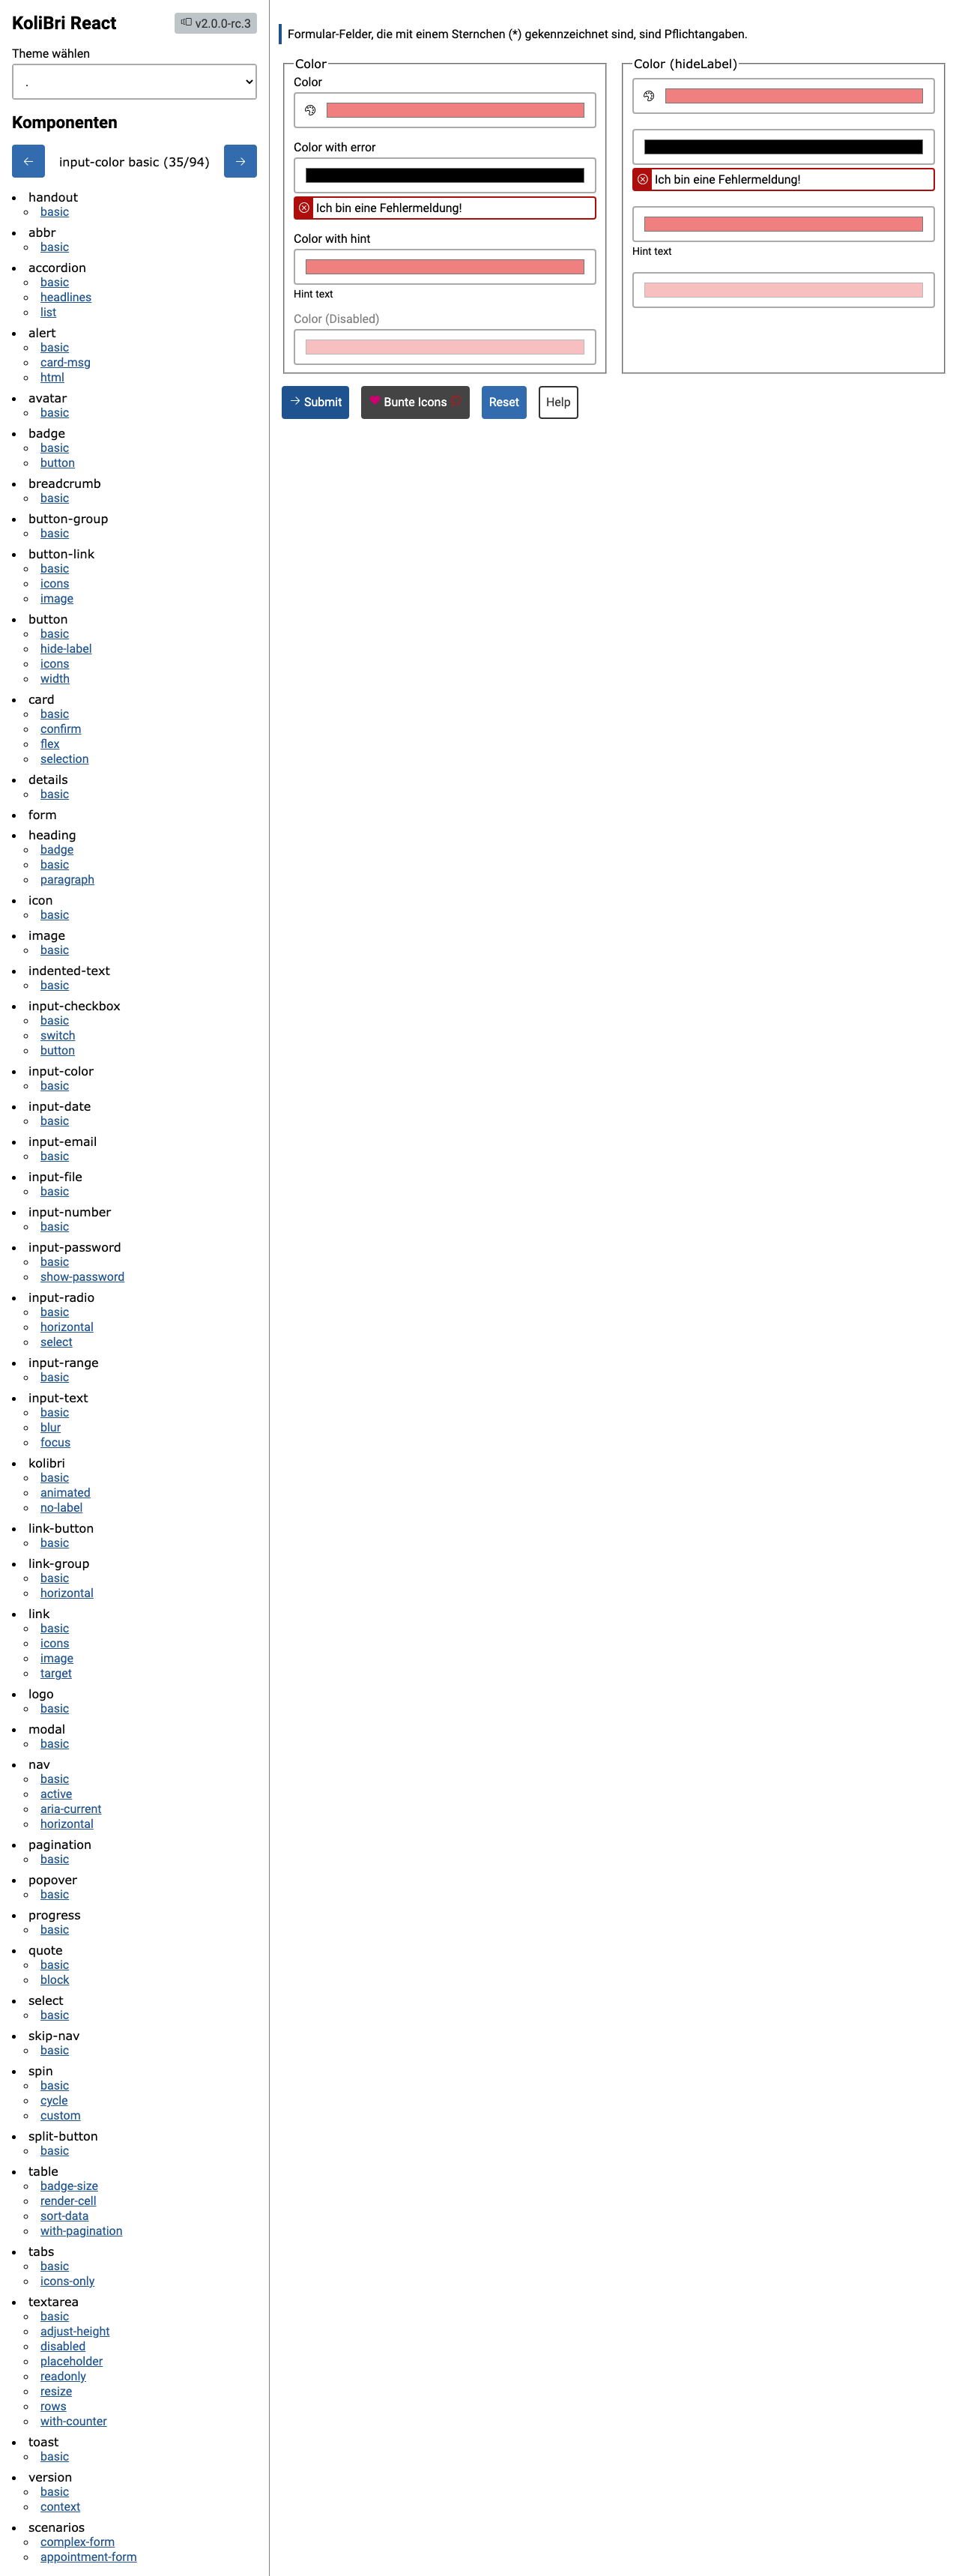 KoliBri React
v2.0.0-rc.3
Theme wählen
.
Komponenten
input-color basic (35/94)
handout
basic
abbr
basic
accordion
basic
headlines
list
alert
basic
card-msg
html
avatar
basic
badge
basic
button
breadcrumb
basic
button-group
basic
button-link
basic
icons
image
button
basic
hide-label
icons
width
card
basic
confirm
flex
selection
details
basic
form
heading
badge
basic
paragraph
icon
basic
image
basic
indented-text
basic
input-checkbox
basic
switch
button
input-color
basic
input-date
basic
input-email
basic
input-file
basic
input-number
basic
input-password
basic
show-password
input-radio
basic
horizontal
select
input-range
basic
input-text
basic
blur
focus
kolibri
basic
animated
no-label
link-button
basic
link-group
basic
horizontal
link
basic
icons
image
target
logo
basic
modal
basic
nav
basic
active
aria-current
horizontal
pagination
basic
popover
basic
progress
basic
quote
basic
block
select
basic
skip-nav
basic
spin
basic
cycle
custom
split-button
basic
table
badge-size
render-cell
sort-data
with-pagination
tabs
basic
icons-only
textarea
basic
adjust-height
disabled
placeholder
readonly
resize
rows
with-counter
toast
basic
version
basic
context
scenarios
complex-form
appointment-form
Formular-Felder, die mit einem Sternchen (*) gekennzeichnet sind, sind Pflichtangaben.
Color
Color
Color with error
Ich bin eine Fehlermeldung!
Color with hint
Hint text
Color (Disabled)
Color (hideLabel)
Ich bin eine Fehlermeldung!
Hint text
Submit
Bunte Icons
Reset
Help